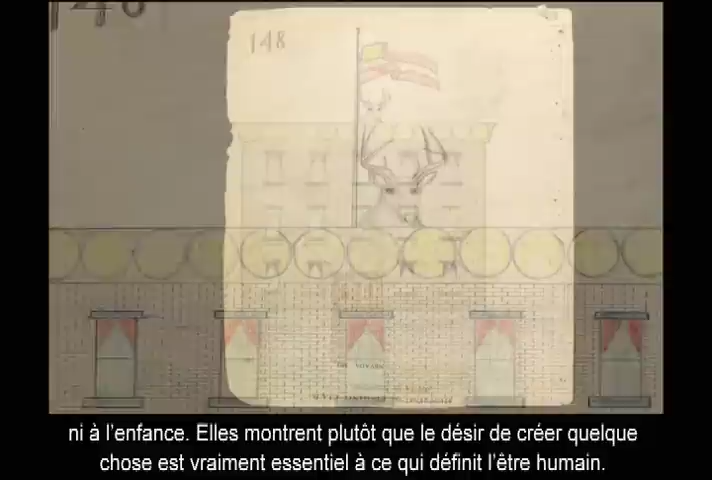 148
148
ni à l'enfance. Elles montrent plutôt que le désir de créer quelque
chose est vraiment essentiel à ce qui définit l'être humain.